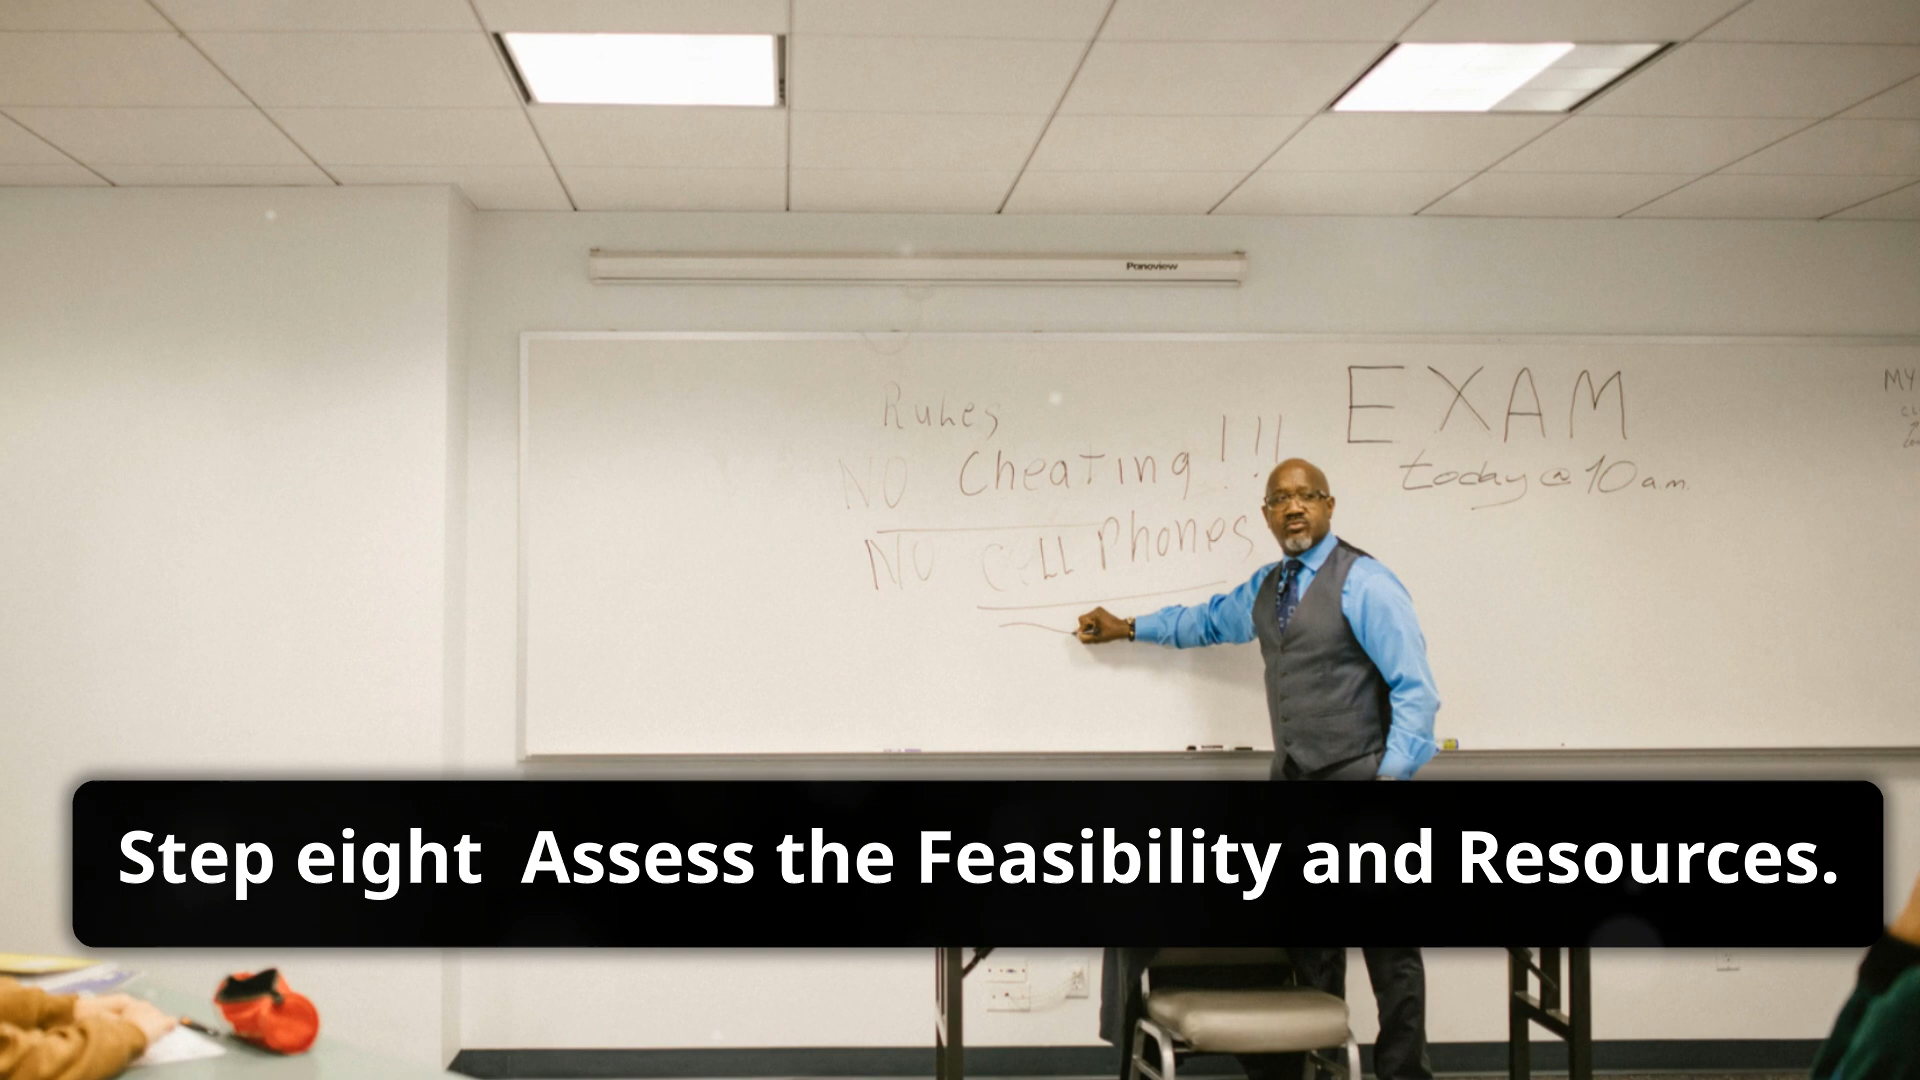 Panoview
Rules
NO Cheating!!!
NO Cell Phones
EXAM
today @ 10 a.m.
MY
Step eight  Assess the Feasibility and Resources.